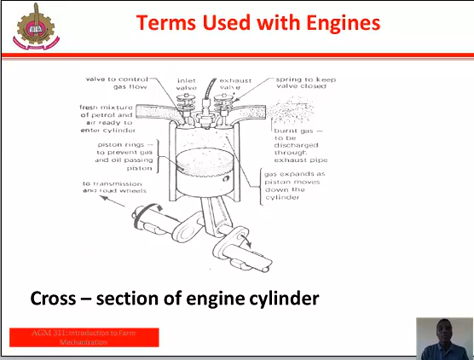 Terms Used with Engines
valve to control
gas flow
inlet
valve
exhaust
valve
spring to keep
valve closed
fresh mixture
of petrol and
air ready to
enter cylinder
burnt gas –
to be
discharged
through
exhaust pipe
piston rings – to
prevent gas
and oil passing
piston
gas expands as
piston moves
down the
cylinder
to transmission
and road wheels
Cross – section of engine cylinder
AGM 311: Introduction to Farm
Mechanization